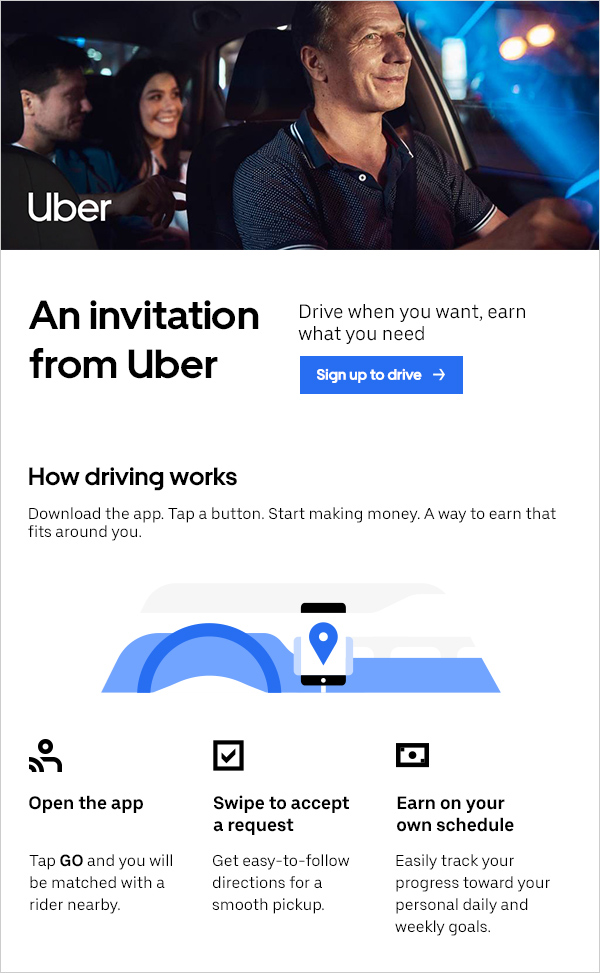 Uber
An invitation
from Uber
Drive when you want, earn
what you need
Sign up to drive →
How driving works
Download the app. Tap a button. Start making money. A way to earn that
fits around you.
Open the app
Tap GO and you will
be matched with a
rider nearby.
Swipe to accept
a request
Get easy-to-follow
directions for a
smooth pickup.
Earn on your
own schedule
Easily track your
progress toward your
personal daily and
weekly goals.